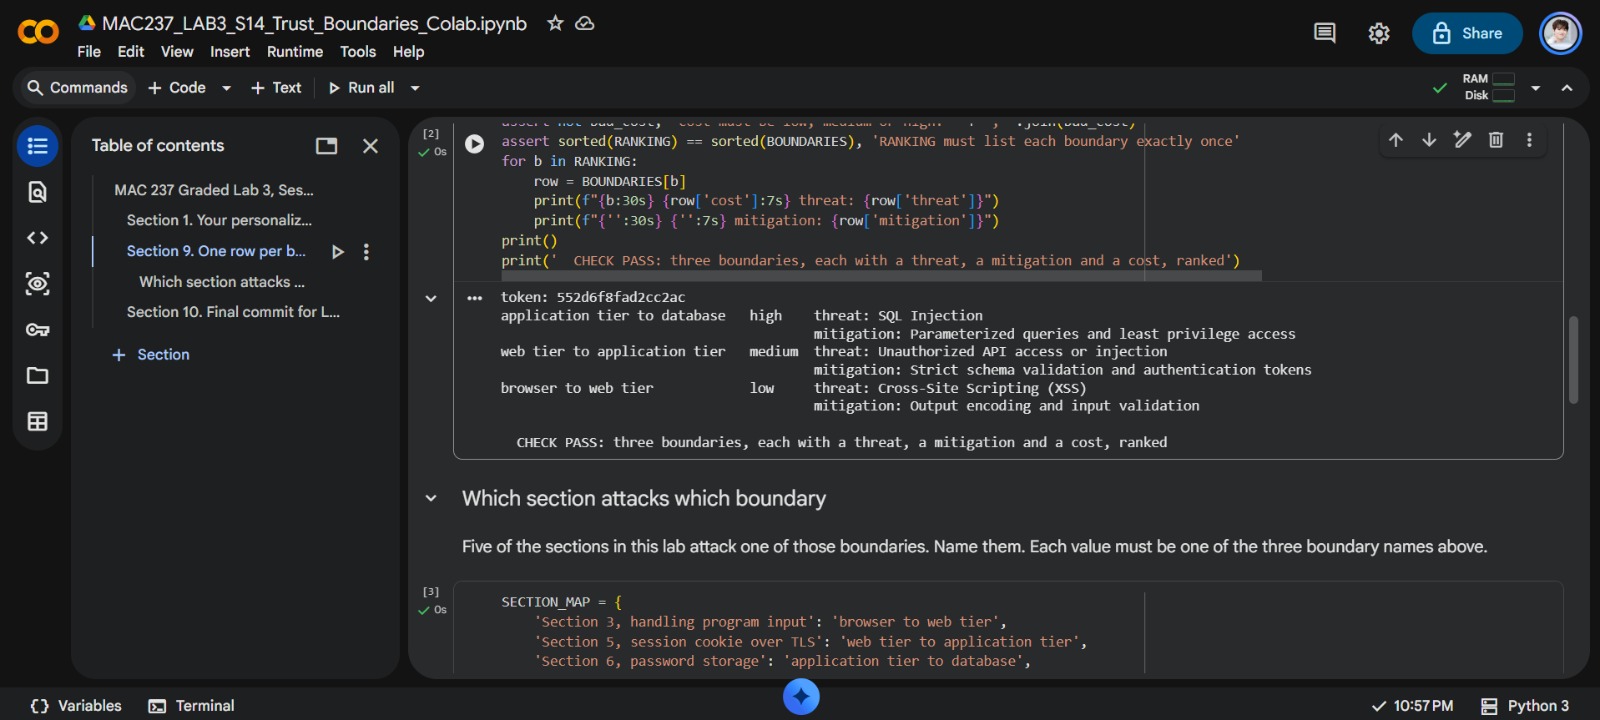 MAC237_LAB3_S14_Trust_Boundaries_Colab.ipynb
File Edit View Insert Runtime Tools Help
Share
Commands + Code + Text Run all
RAM
Disk
Table of contents
MAC 237 Graded Lab 3, Ses...
Section 1. Your personaliz...
Section 9. One row per b...
Which section attacks ...
Section 10. Final commit for L...
+ Section
[2]
0s
assert sorted(RANKING) == sorted(BOUNDARIES), 'RANKING must list each boundary exactly once'
for b in RANKING:
row = BOUNDARIES[b]
print(f"{b:30s} {row['cost']:7s} threat: {row['threat']}")
print(f"{'':30s} {'':7s} mitigation: {row['mitigation']}")
print()
print('  CHECK PASS: three boundaries, each with a threat, a mitigation and a cost, ranked')
token: 552d6f8fad2cc2ac
application tier to database high threat: SQL Injection
mitigation: Parameterized queries and least privilege access
web tier to application tier medium threat: Unauthorized API access or injection
mitigation: Strict schema validation and authentication tokens
browser to web tier low threat: Cross-Site Scripting (XSS)
mitigation: Output encoding and input validation
CHECK PASS: three boundaries, each with a threat, a mitigation and a cost, ranked
Which section attacks which boundary
Five of the sections in this lab attack one of those boundaries. Name them. Each value must be one of the three boundary names above.
[3]
0s
SECTION_MAP = {
'Section 3, handling program input': 'browser to web tier',
'Section 5, session cookie over TLS': 'web tier to application tier',
'Section 6, password storage': 'application tier to database',
{} Variables Terminal
10:57 PM Python 3